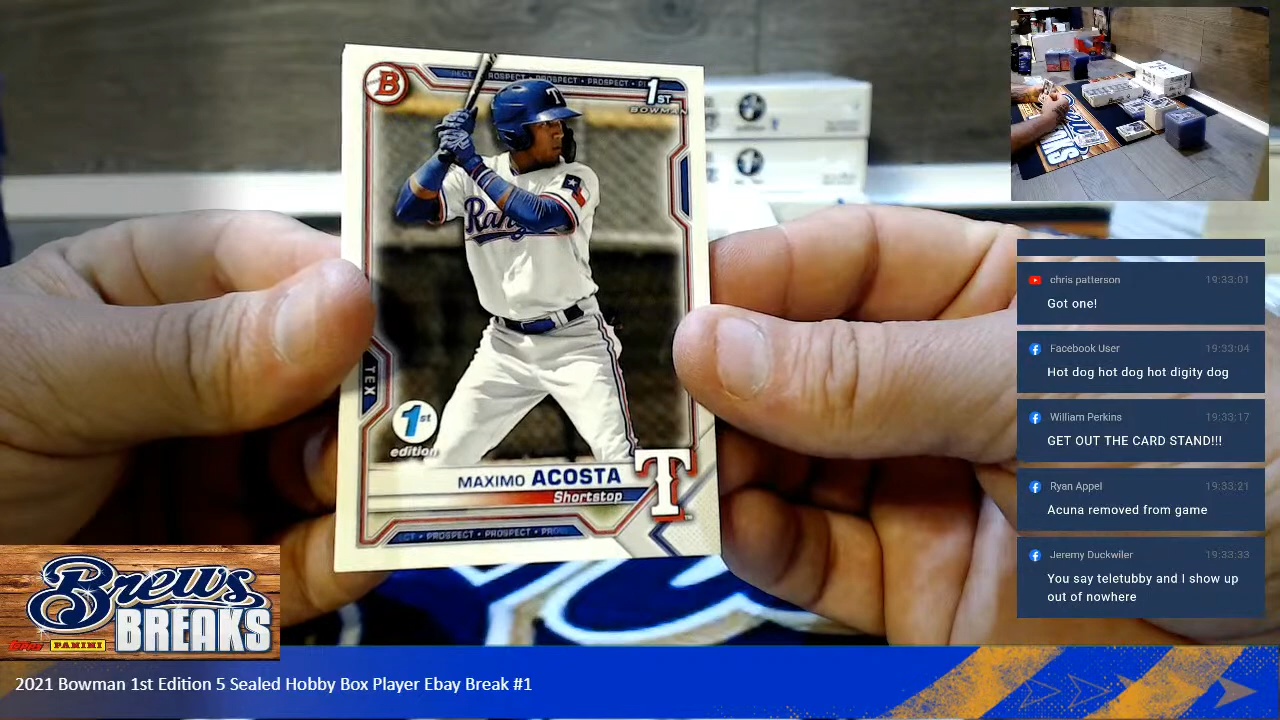 PROSPECT • PROSPECT • PROSPECT
B
1ST
BOWMAN
T
Rang
TEX
1st
edition
MAXIMO ACOSTA
Shortstop
T
PROSPECT • PROSPECT • PRO
chris patterson 19:33:01
Got one!
Facebook User 19:33:04
Hot dog hot dog hot digity dog
William Perkins 19:33:17
GET OUT THE CARD STAND!!!
Ryan Appel 19:33:21
Acuna removed from game
Jeremy Duckwiler 19:33:33
You say teletubby and I show up
out of nowhere
Brews
BREAKS
topps PANINI
2021 Bowman 1st Edition 5 Sealed Hobby Box Player Ebay Break #1